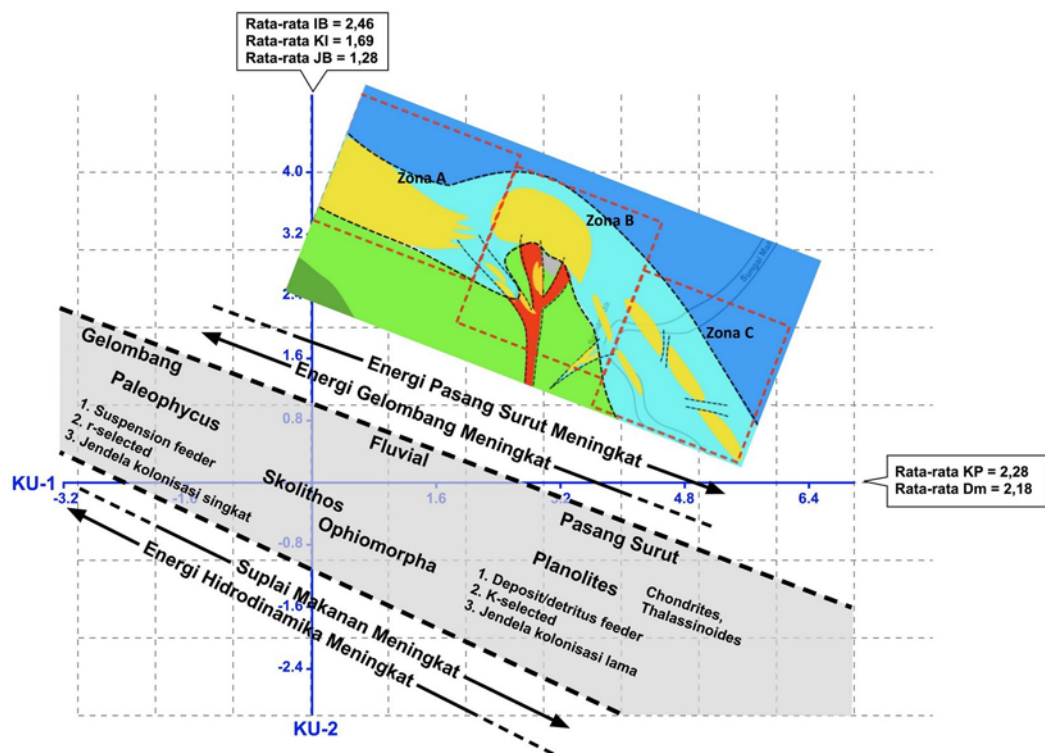 Rata-rata IB = 2,46
Rata-rata KI = 1,69
Rata-rata JB = 1,28
4.0
3.2
1.6
0.8
Zona A
Zona B
Zona C
Energi Pasang Surut Meningkat
Energi Gelombang Meningkat
Gelombang
Paleophycus
1. Suspension feeder
2. r-selected
3. Jendela kolonisasi singkat
Fluvial
Skolithos
Ophiomorpha
Pasang Surut
Planolites
1. Deposit/detritus feeder
2. K-selected
3. Jendela kolonisasi lama
Chondrites,
Thalassinoides
KU-1
-3.2
1.6
3.2
4.8
6.4
Rata-rata KP = 2,28
Rata-rata Dm = 2,18
-0.8
-1.6
-2.4
Suplai Makanan Meningkat
Energi Hidrodinamika Meningkat
KU-2